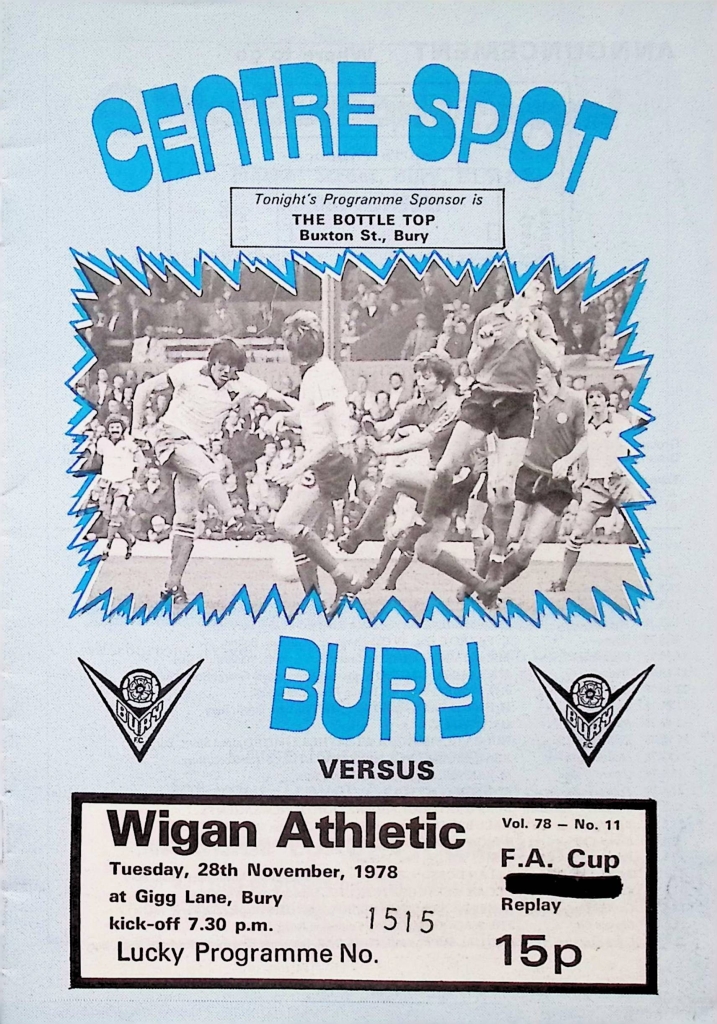 CENTRE SPOT
Tonight's Programme Sponsor is
THE BOTTLE TOP
Buxton St., Bury
BURY
BURY
F.C.
BURY
F.C.
VERSUS
Wigan Athletic
Tuesday, 28th November, 1978
at Gigg Lane, Bury
kick-off 7.30 p.m.
Lucky Programme No.
1515
Vol. 78 – No. 11
F.A. Cup
Replay
15p